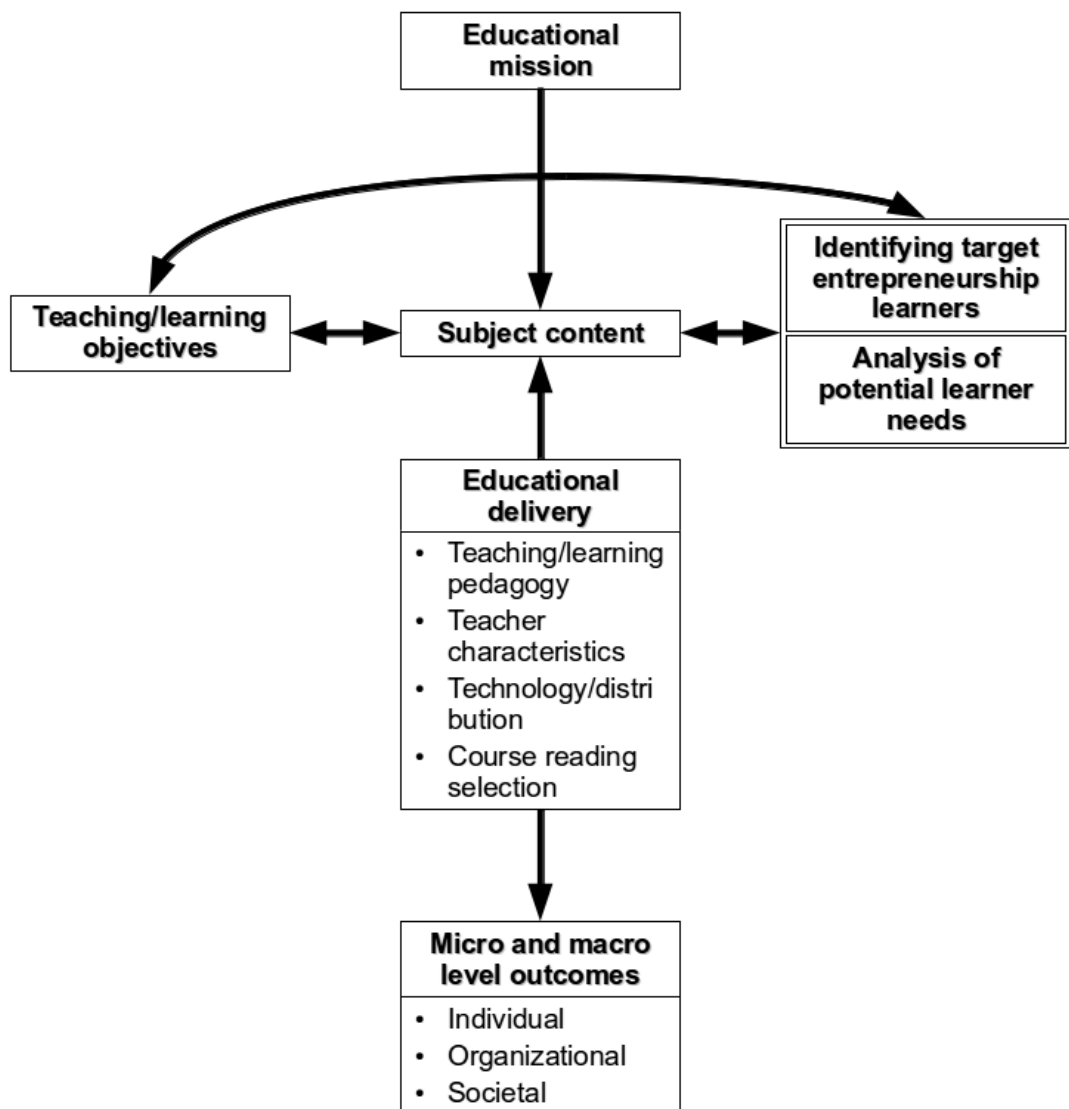 Educational
mission
Teaching/learning
objectives
Subject content
Identifying target
entrepreneurship
learners
Analysis of
potential learner
needs
Educational
delivery
• Teaching/learning
pedagogy
• Teacher
characteristics
• Technology/distri
bution
• Course reading
selection
Micro and macro
level outcomes
• Individual
• Organizational
• Societal